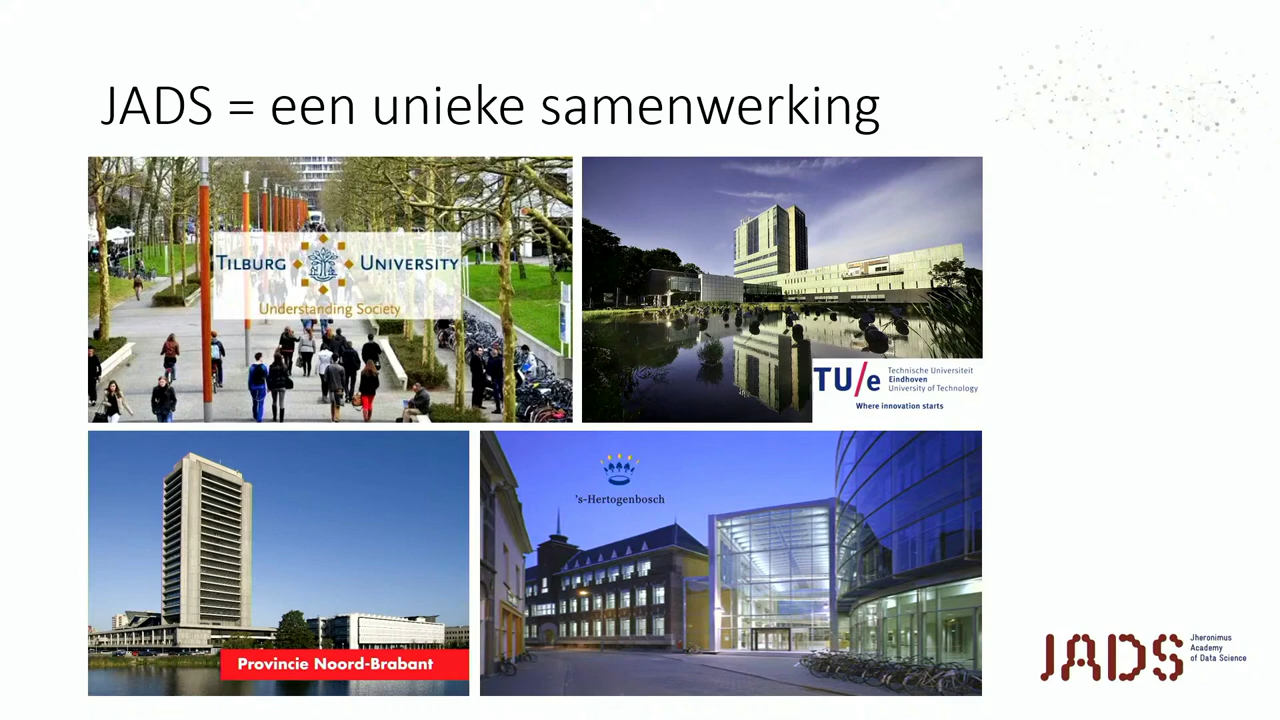 JADS = een unieke samenwerking
TILBURG UNIVERSITY
Understanding Society
TU/e Technische Universiteit
Eindhoven
University of Technology
Where innovation starts
's-Hertogenbosch
Provincie Noord-Brabant
JADS Jheronimus
Academy
of Data Science